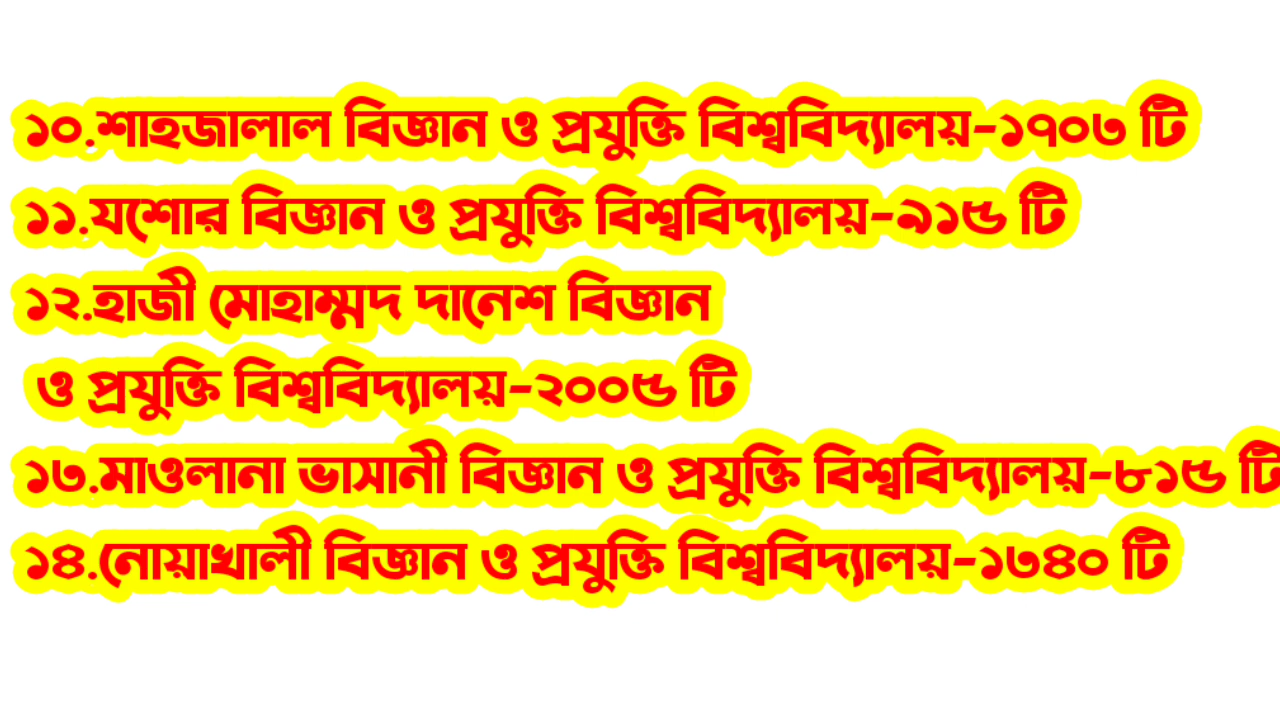 ১০.শাহজালাল বিজ্ঞান ও প্রযুক্তি বিশ্ববিদ্যালয়-১৭০৩ টি
১১.যশোর বিজ্ঞান ও প্রযুক্তি বিশ্ববিদ্যালয়-৯১৫ টি
১২.হাজী মোহাম্মদ দানেশ বিজ্ঞান
ও প্রযুক্তি বিশ্ববিদ্যালয়-২০০৫ টি
১৩.মাওলানা ভাসানী বিজ্ঞান ও প্রযুক্তি বিশ্ববিদ্যালয়-৮১৫ টি
১৪.নোয়াখালী বিজ্ঞান ও প্রযুক্তি বিশ্ববিদ্যালয়-১৩৪০ টি